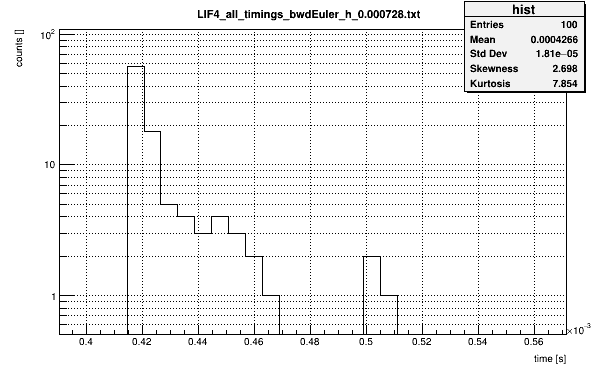 LIF4_all_timings_bwdEuler_h_0.000728.txt
hist
Entries 100
Mean 0.0004266
Std Dev 1.81e−05
Skewness 2.698
Kurtosis 7.854
counts []
10²
10
1
0.4 0.42 0.44 0.46 0.48 0.5 0.52 0.54 0.56
×10⁻³
time [s]